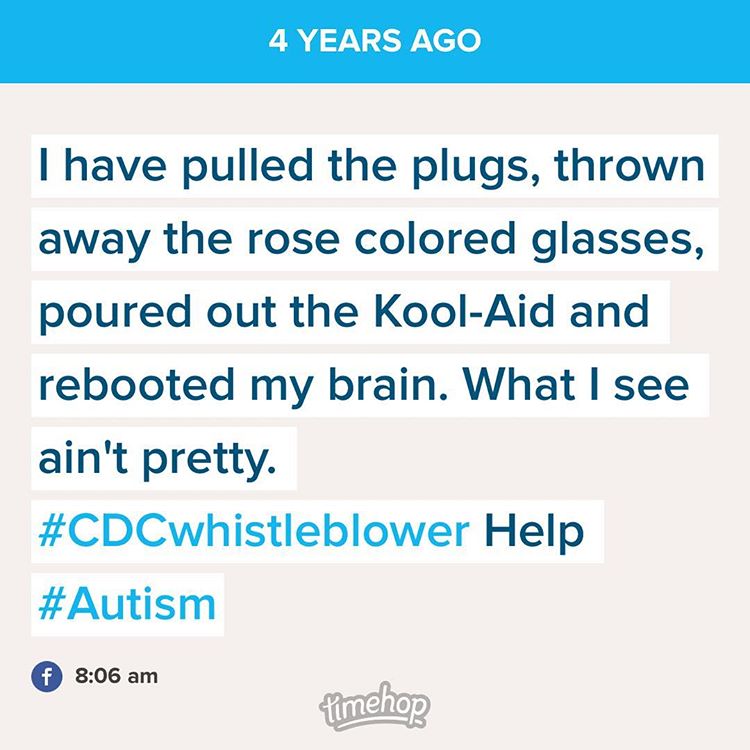 4 YEARS AGO
I have pulled the plugs, thrown
away the rose colored glasses,
poured out the Kool-Aid and
rebooted my brain. What I see
ain't pretty.
#CDCwhistleblower Help
#Autism
f 8:06 am
timehop